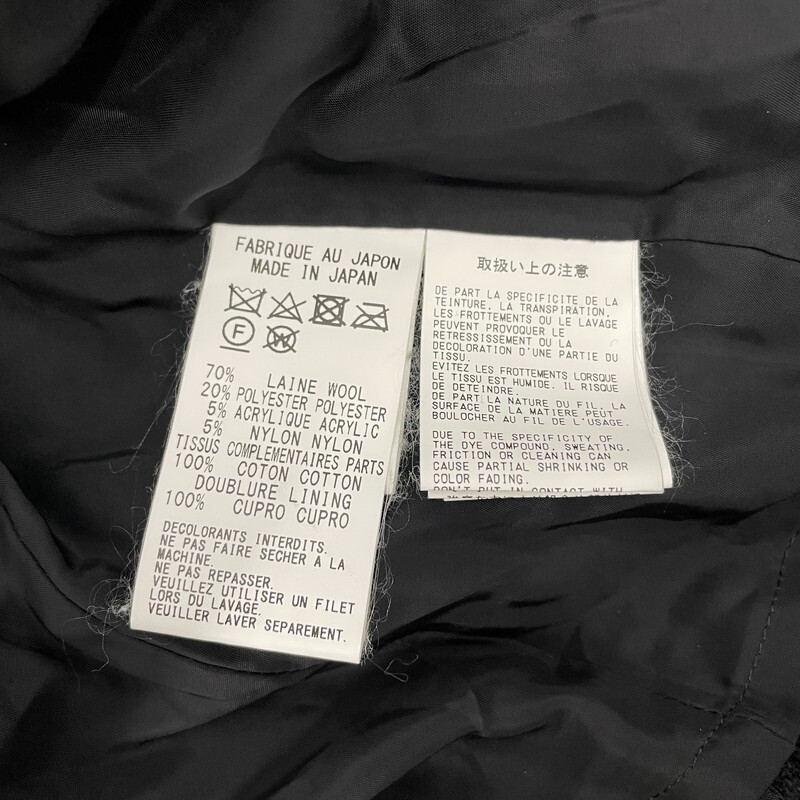 FABRIQUE AU JAPON
MADE IN JAPAN
F
W
70% LAINE WOOL
20% POLYESTER POLYESTER
5% ACRYLIQUE ACRYLIC
5% NYLON NYLON
TISSUS COMPLEMENTAIRES PARTS
100% COTON COTTON
DOUBLURE LINING
100% CUPRO CUPRO
DECOLORANTS INTERDITS.
NE PAS FAIRE SECHER A LA
MACHINE.
NE PAS REPASSER.
VEUILLEZ UTILISER UN FILET
LORS DU LAVAGE.
VEUILLER LAVER SEPAREMENT.
取扱い上の注意
DE PART LA SPECIFICITE DE LA
TEINTURE, LA TRANSPIRATION,
LES FROTTEMENTS OU LE LAVAGE
PEUVENT PROVOQUER LE
RETRESSISSEMENT OU LA
DECOLORATION D'UNE PARTIE DU
TISSU.
EVITEZ LES FROTTEMENTS LORSQUE
LE TISSU EST HUMIDE. IL RISQUE
DE DETEINDRE.
DE PART LA NATURE DU FIL, LA
SURFACE DE LA MATIERE PEUT
BOULOCHER AU FIL DE L'USAGE.
DUE TO THE SPECIFICITY OF
THE DYE COMPOUND, SWEATING,
FRICTION OR CLEANING CAN
CAUSE PARTIAL SHRINKING OR
COLOR FADING.
DON'T PUT IN CONTACT WITH